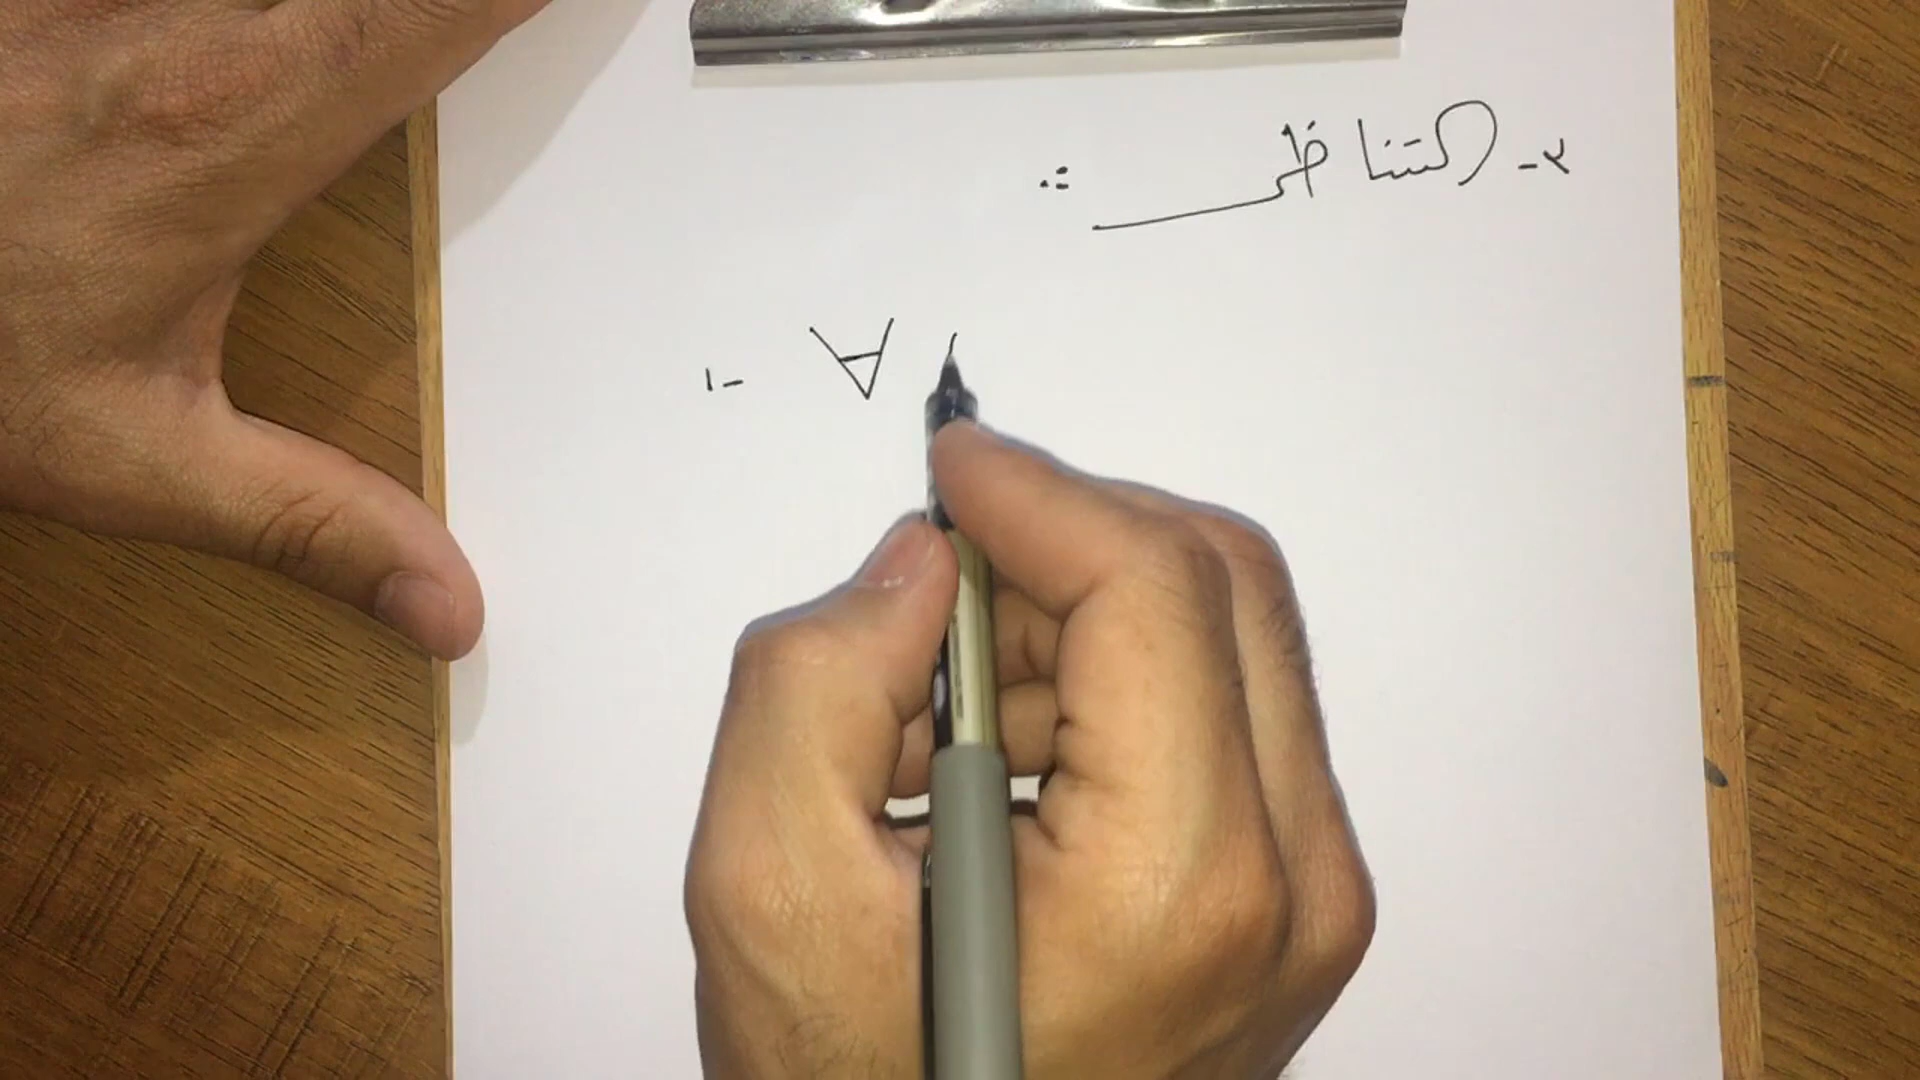 ٢- التناظر :-
١- ∀